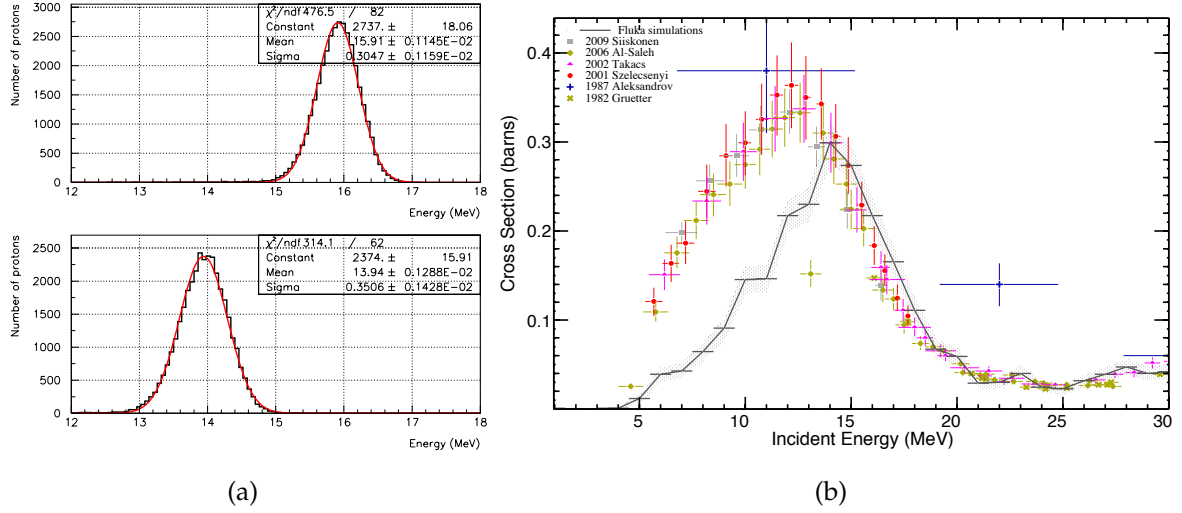 χ²/ndf 476.5 / 82
Constant 2737. ± 18.06
Mean 15.91 ± 0.1145E-02
Sigma 0.3047 ± 0.1159E-02
Number of protons
3000
2500
2000
1500
1000
500
0
12 13 14 15 16 17 18
Energy (MeV)
χ²/ndf 314.1 / 62
Constant 2374. ± 15.91
Mean 13.94 ± 0.1288E-02
Sigma 0.3506 ± 0.1428E-02
Number of protons
2500
2000
1500
1000
500
0
12 13 14 15 16 17 18
Energy (MeV)
(a)
Fluka simulations
2009 Siiskonen
2006 Al-Saleh
2002 Takacs
2001 Szelecsenyi
1987 Aleksandrov
1982 Gruetter
Cross Section (barns)
0.4
0.3
0.2
0.1
5 10 15 20 25 30
Incident Energy (MeV)
(b)